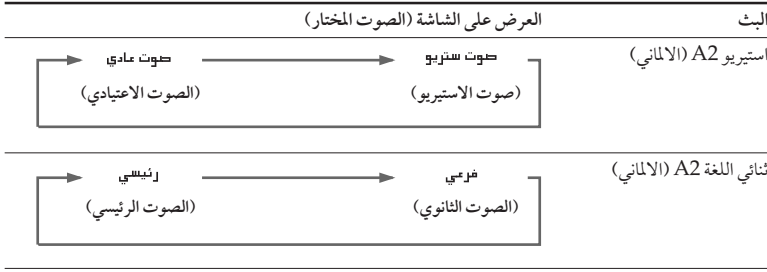 البث العرض على الشاشة (الصوت المختار)
استيريو A2 (الالماني) صوت ستريو صوت عادي
(صوت الاستيريو) (الصوت الاعتيادي)
ثنائي اللغة A2 (الالماني) فرعي رئيسي
(الصوت الثانوي) (الصوت الرئيسي)